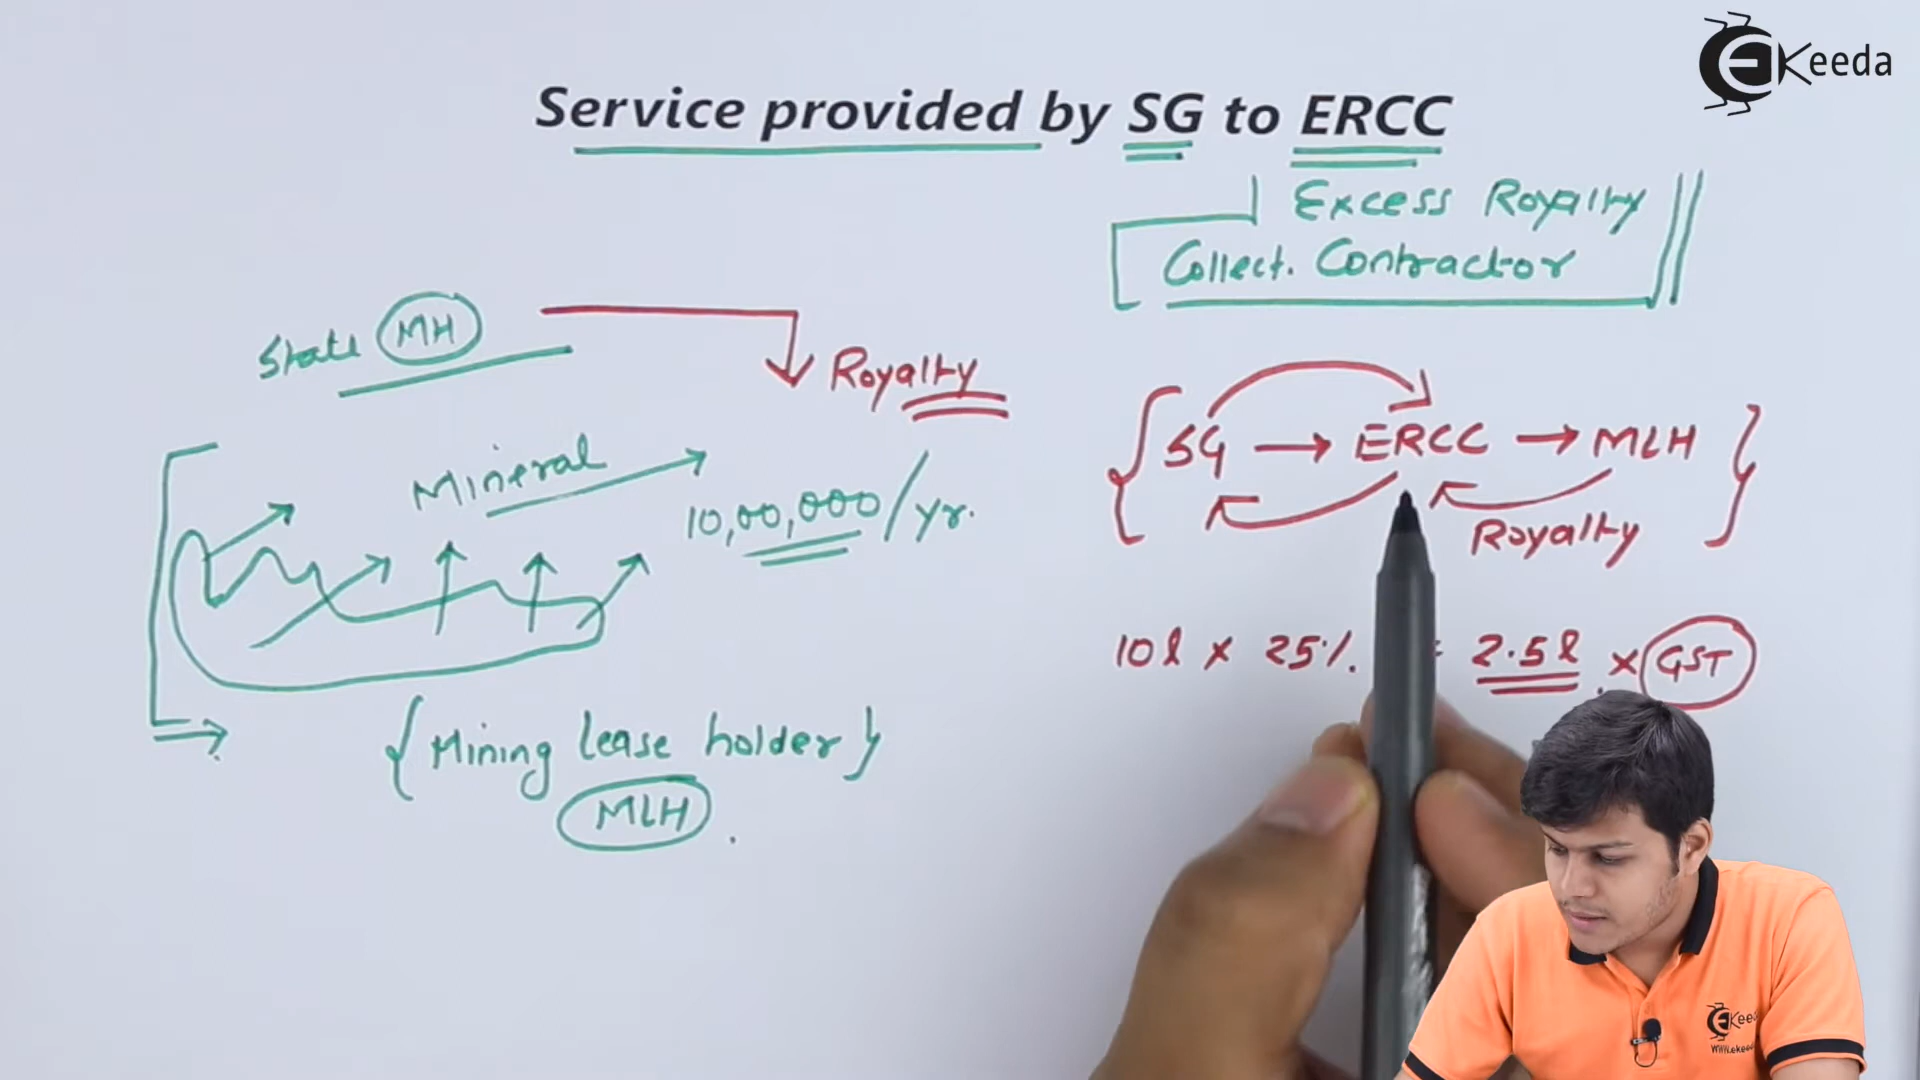 EKeeda
Service provided by SG to ERCC
Excess Royalty
Collect. Contractor
State MH
Royalty
Mineral
10,00,000/yr.
SG → ERCC → MLH
Royalty
10l x 25%. = 2.5l x GST
{Mining lease holder}
MLH